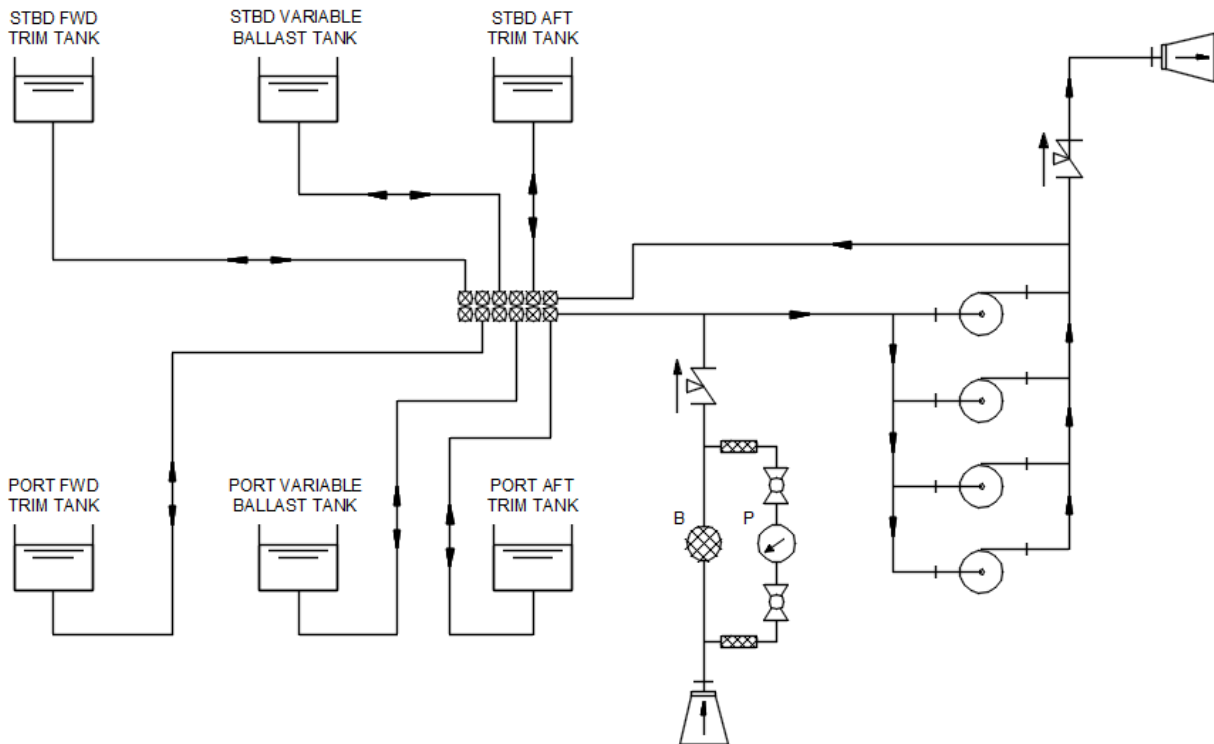 STBD FWD
TRIM TANK
STBD VARIABLE
BALLAST TANK
STBD AFT
TRIM TANK
PORT FWD
TRIM TANK
PORT VARIABLE
BALLAST TANK
PORT AFT
TRIM TANK
B
P